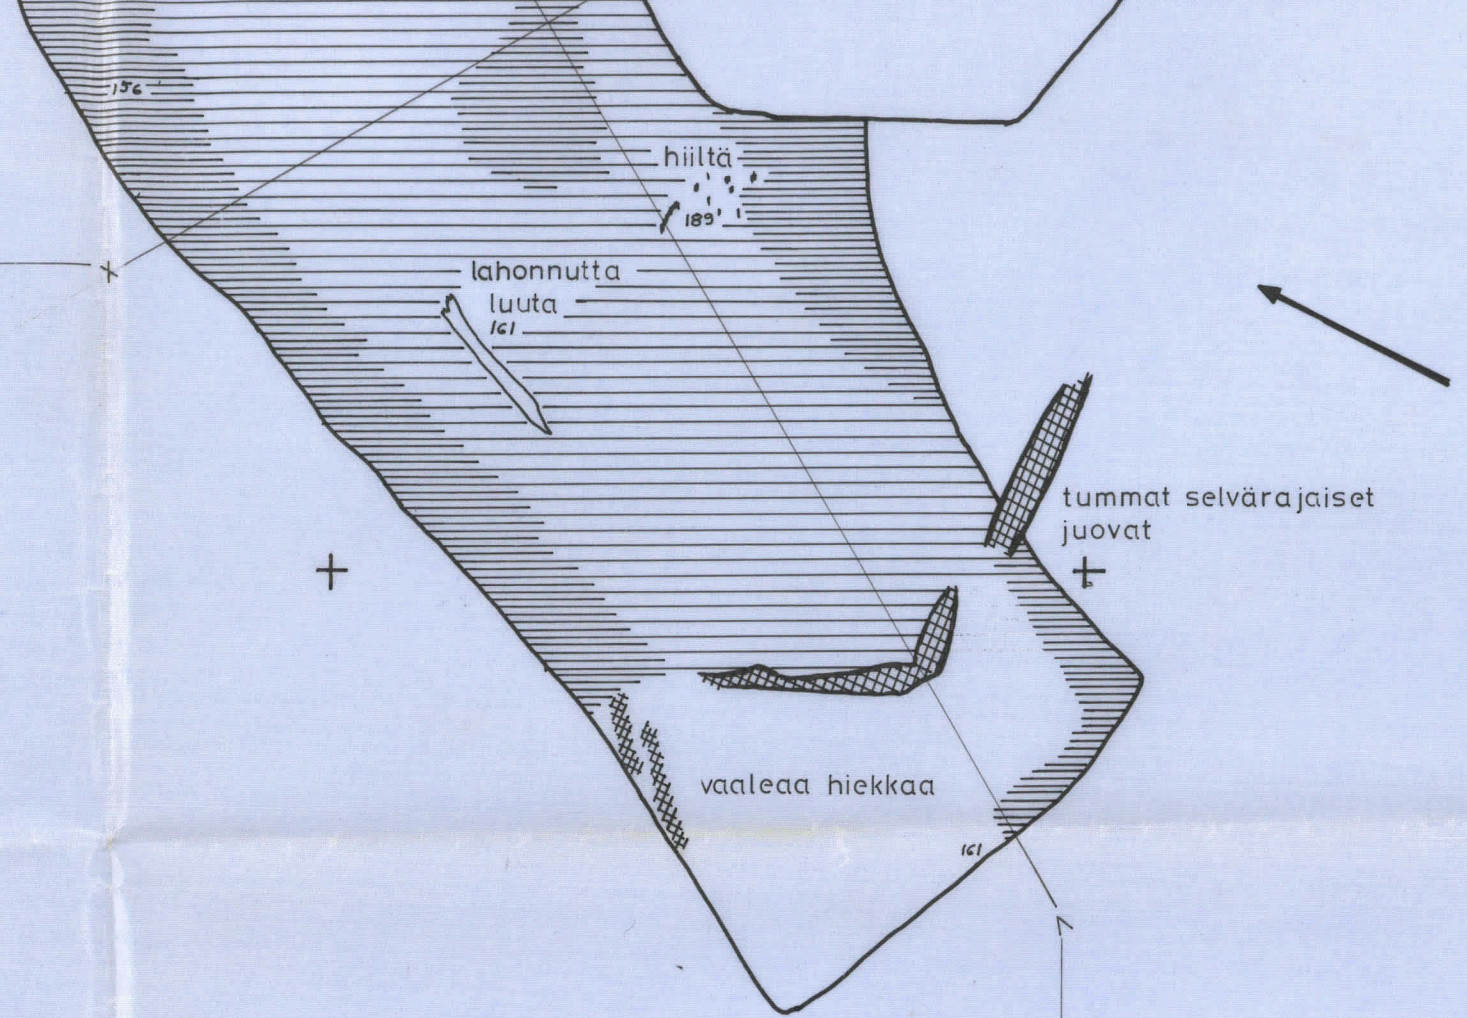 156
hiiltä
189
lahonnutta
luuta
161
tummat selvärajaiset
juovat
vaaleaa hiekkaa
161